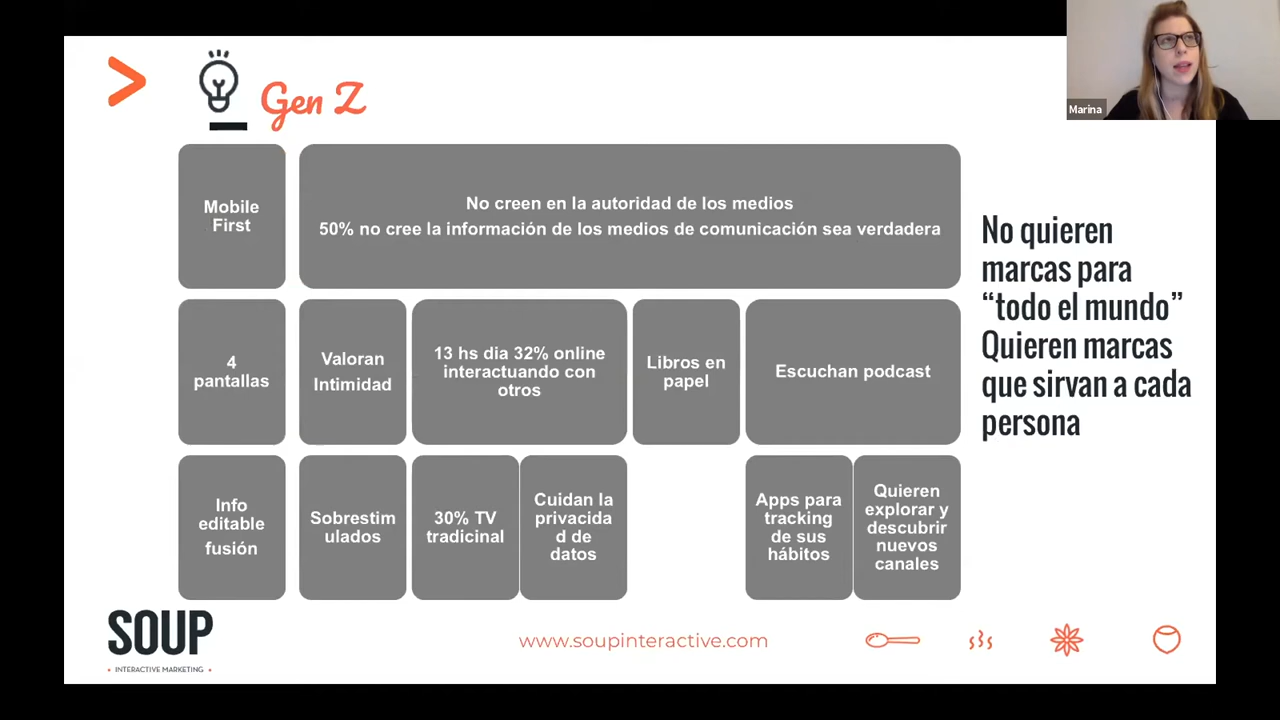 >
Gen Z
Marina
Mobile
First
No creen en la autoridad de los medios
50% no cree la información de los medios de comunicación sea verdadera
4
pantallas
Valoran
Intimidad
13 hs dia 32% online
interactuando con
otros
Libros en
papel
Escuchan podcast
Info
editable
fusión
Sobrestim
ulados
30% TV
tradicinal
Cuidan la
privacida
d de
datos
Apps para
tracking
de sus
hábitos
Quieren
explorar y
descubrir
nuevos
canales
No quieren
marcas para
“todo el mundo”
Quieren marcas
que sirvan a cada
persona
SOUP
• INTERACTIVE MARKETING •
www.soupinteractive.com